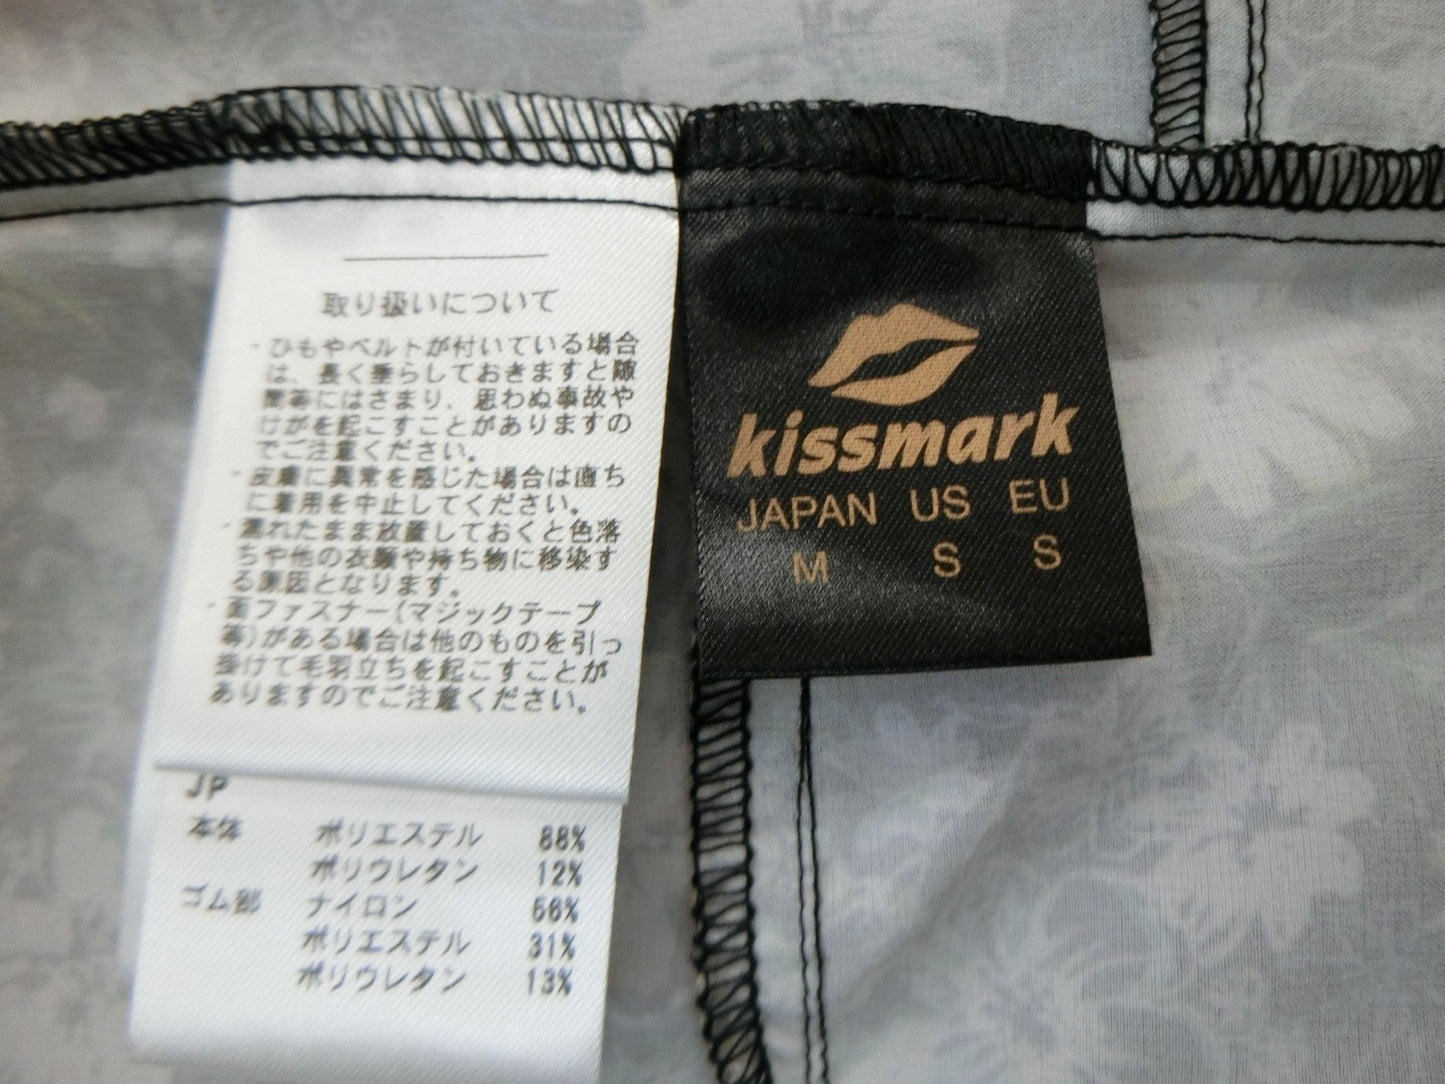 取り扱いについて
・ひもやベルトが付いている場合
は、長く垂らしておきますと隙
間等にはさまり、思わぬ事故や
けがを起こすことがありますの
でご注意ください。
・皮膚に異常を感じた場合は直ち
に着用を中止してください。
・濡れたまま放置しておくと色落
ちや他の衣類や持ち物に移染す
る原因となります。
・面ファスナー(マジックテープ
等)がある場合は他のものを引っ
掛けて毛羽立ちを起こすことが
ありますのでご注意ください。
JP
本体 ポリエステル 88%
ポリウレタン 12%
ゴム部 ナイロン 56%
ポリエステル 31%
ポリウレタン 13%
kissmark
JAPAN US EU
M S S